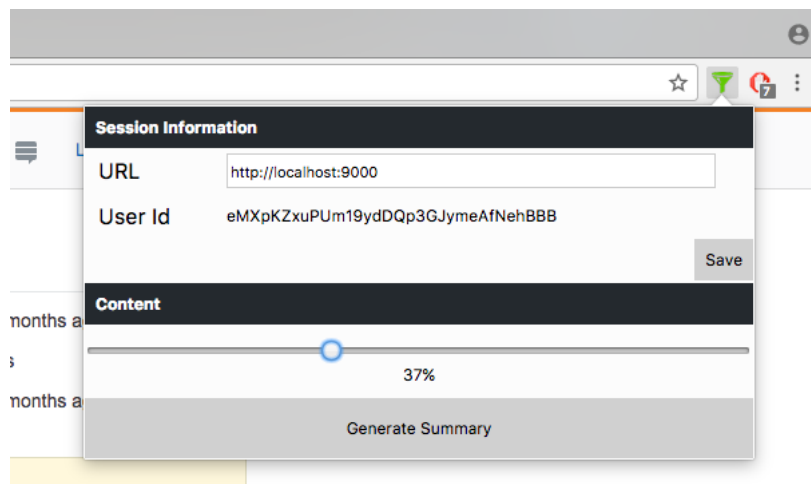 7
Session Information
L
URL http://localhost:9000
User Id eMXpKZxuPUm19ydDQp3GJymeAfNehBBB
Save
Content
months a
s
37%
months a
Generate Summary